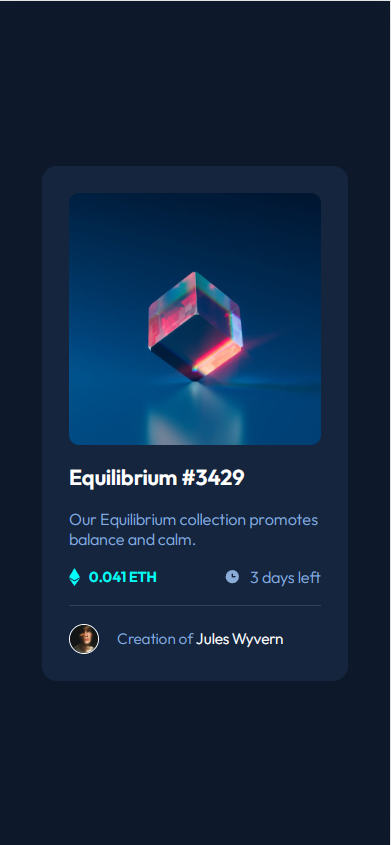 Equilibrium #3429
Our Equilibrium collection promotes
balance and calm.
0.041 ETH
3 days left
Creation of Jules Wyvern